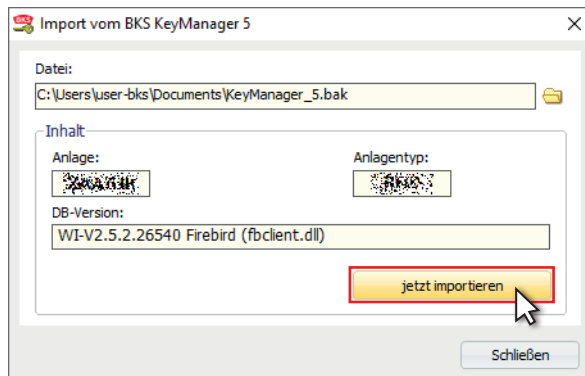 Import vom BKS KeyManager 5
Datei:
C:\Users\user-bks\Documents\KeyManager_5.bak
Inhalt
Anlage:
Anlagentyp:
DB-Version:
WI-V2.5.2.26540 Firebird (fbclient.dll)
jetzt importieren
Schließen